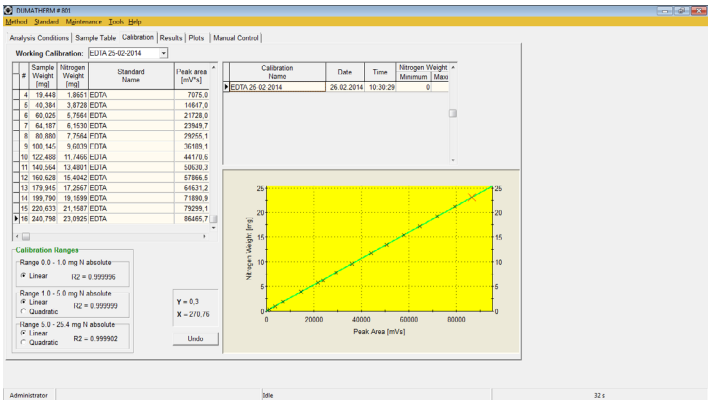 DUMATHERM # 801
Method Standard Maintenance Tools Help
Analysis Conditions Sample Table Calibration Results Plots Manual Control
Working Calibration: EDTA 25-02-2014
# Sample Weight [mg] Nitrogen Weight [mg] Standard Name Peak area [mV*s]
4 19,448 1,8651 EDTA 7075,0
5 40,384 3,8728 EDTA 14647,0
6 60,025 5,7564 EDTA 21728,0
7 64,187 6,1530 EDTA 23949,7
8 80,880 7,7564 EDTA 29255,1
9 100,145 9,6039 EDTA 36189,1
10 122,488 11,7466 EDTA 44170,6
11 140,564 13,4801 EDTA 50630,3
12 160,628 15,4042 EDTA 57866,5
13 179,945 17,2567 EDTA 64631,2
14 199,790 19,1599 EDTA 71890,9
15 220,633 21,1587 EDTA 79299,1
16 240,798 23,0925 EDTA 86465,7
Calibration Name Date Time Nitrogen Weight Minimum Maxi
EDTA 25 02 2014 26.02.2014 10:30:29 0
Calibration Ranges
Range 0.0 - 1.0 mg N absolute
Linear R2 = 0.999996
Range 1.0 - 5.0 mg N absolute
Linear
Quadratic R2 = 0.999999
Range 5.0 - 25.4 mg N absolute
Linear
Quadratic R2 = 0.999902
Y = 0,3
X = 270,76
Undo
Nitrogen Weight [mg]
25 25
20 20
15 15
10 10
5 5
0 0
0 20000 40000 60000 80000
Peak Area [mVs]
Administrator Idle 32 s